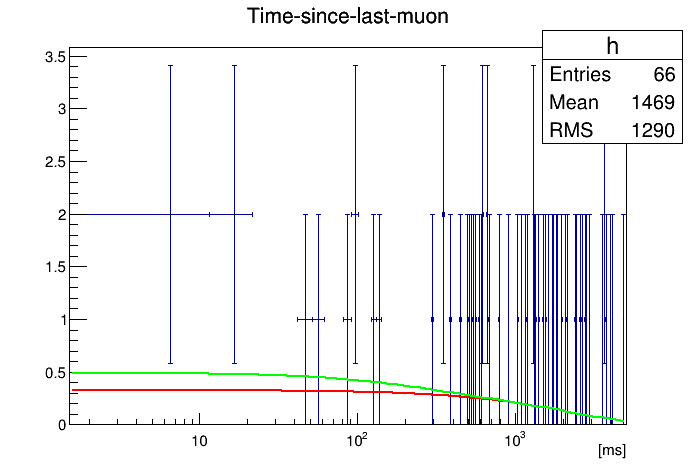 Time-since-last-muon
h
Entries 66
Mean 1469
RMS 1290
3.5
3
2.5
2
1.5
1
0.5
0
10 10² 10³
[ms]